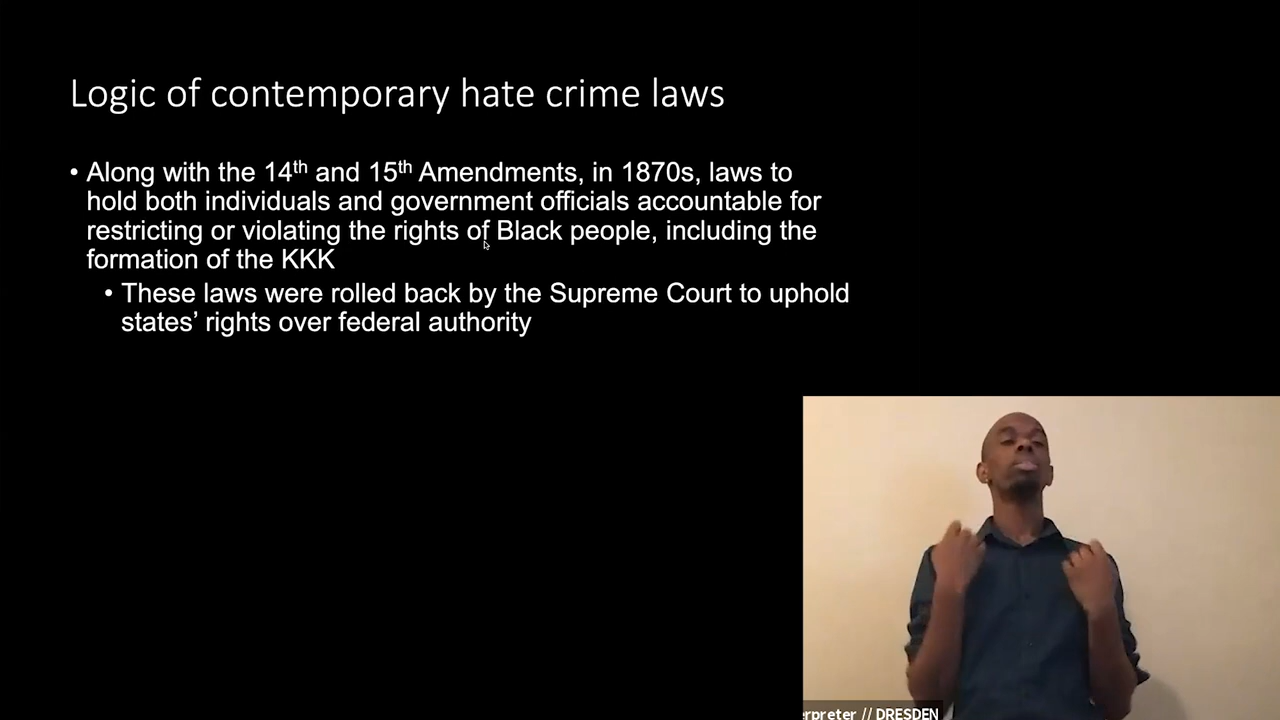 Logic of contemporary hate crime laws
• Along with the 14th and 15th Amendments, in 1870s, laws to
hold both individuals and government officials accountable for
restricting or violating the rights of Black people, including the
formation of the KKK
• These laws were rolled back by the Supreme Court to uphold
states’ rights over federal authority
erpreter // DRESDEN